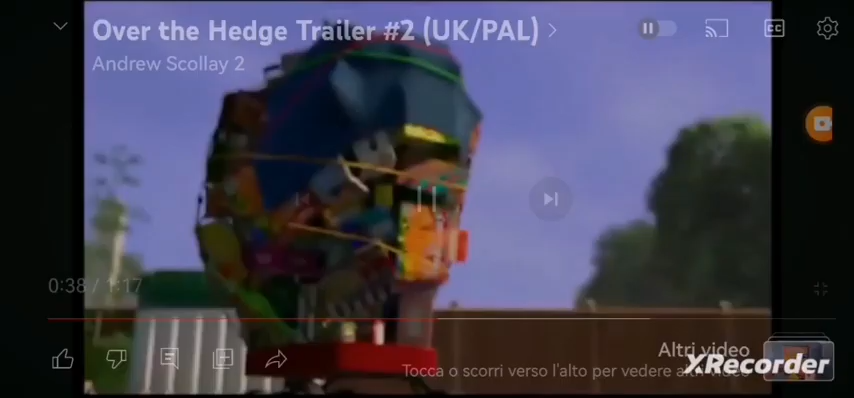 Over the Hedge Trailer #2 (UK/PAL)
CC
Andrew Scollay 2
0:38 / 1:17
Altri video
XRecorder
Tocca o scorri verso l'alto per vedere altri video